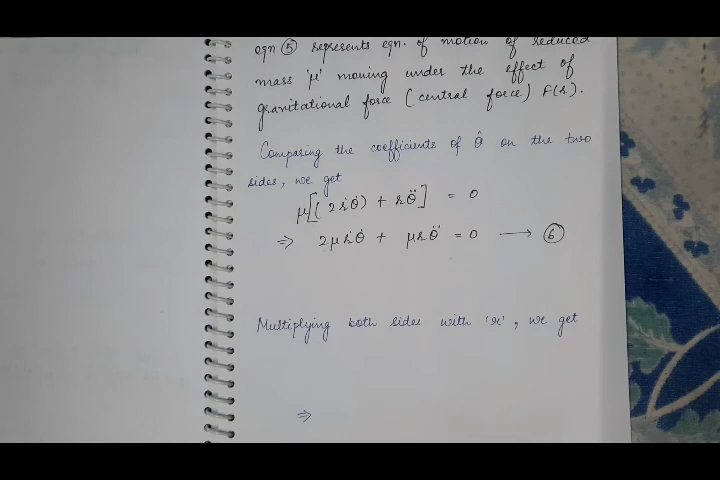 eqn ⑤ represents eqn. of motion of reduced
mass 'μ' moving under the effect of
gravitational force (central force) F(r).
Comparing the coefficients of θ̂ on the two
sides, we get
μ[(2ṙθ̇) + rθ̈] = 0
⇒ 2μṙθ̇ + μrθ̈ = 0 ⟶ ⑥
Multiplying both sides with 'r', we get
⇒